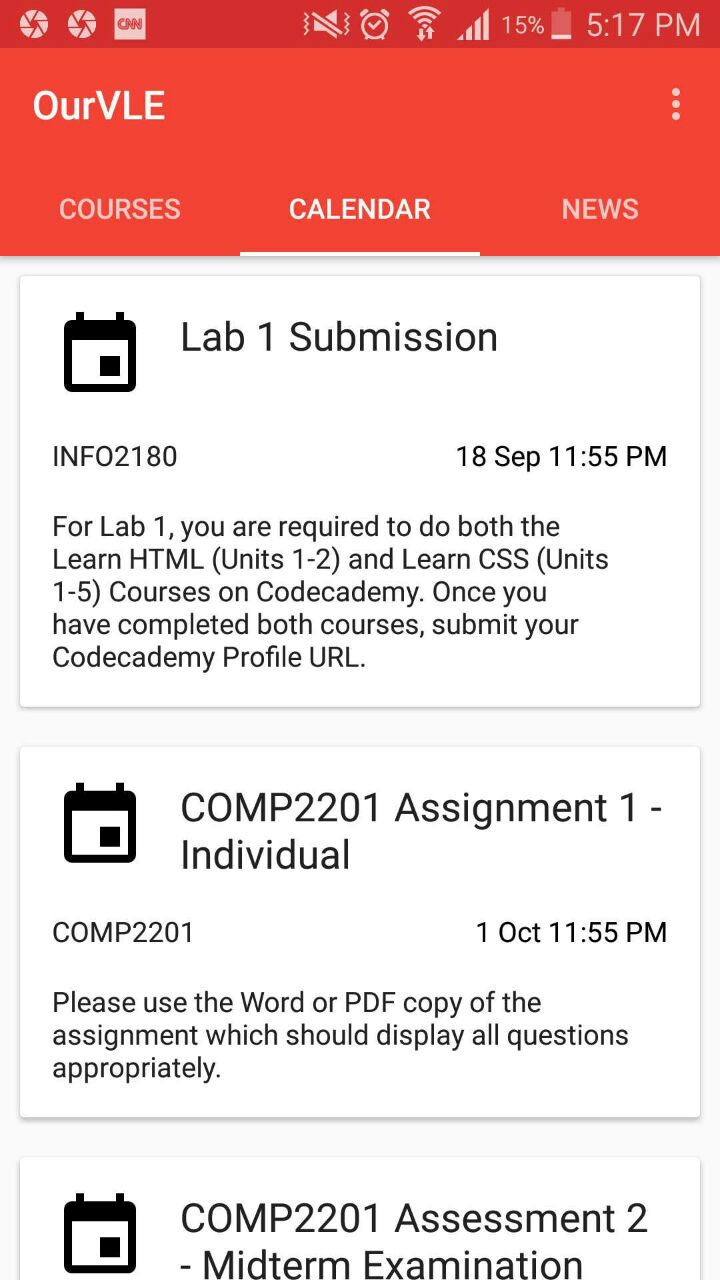 CNN 15% 5:17 PM
OurVLE
COURSES CALENDAR NEWS
Lab 1 Submission
INFO2180 18 Sep 11:55 PM
For Lab 1, you are required to do both the
Learn HTML (Units 1-2) and Learn CSS (Units
1-5) Courses on Codecademy. Once you
have completed both courses, submit your
Codecademy Profile URL.
COMP2201 Assignment 1 -
Individual
COMP2201 1 Oct 11:55 PM
Please use the Word or PDF copy of the
assignment which should display all questions
appropriately.
COMP2201 Assessment 2
- Midterm Examination